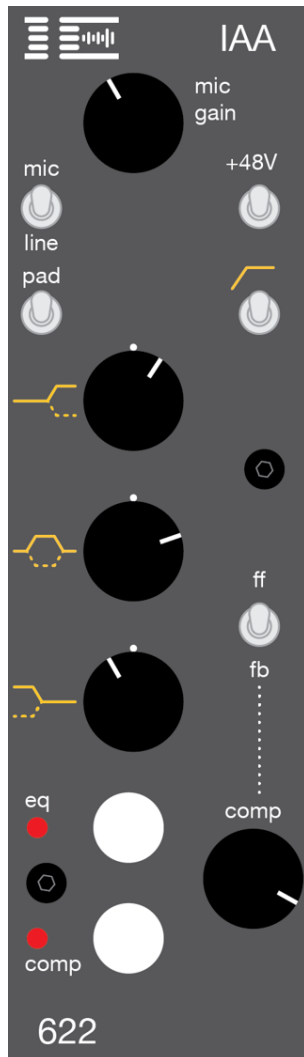 IAA
mic
gain
mic
+48V
line
pad
ff
fb
eq
comp
comp
622